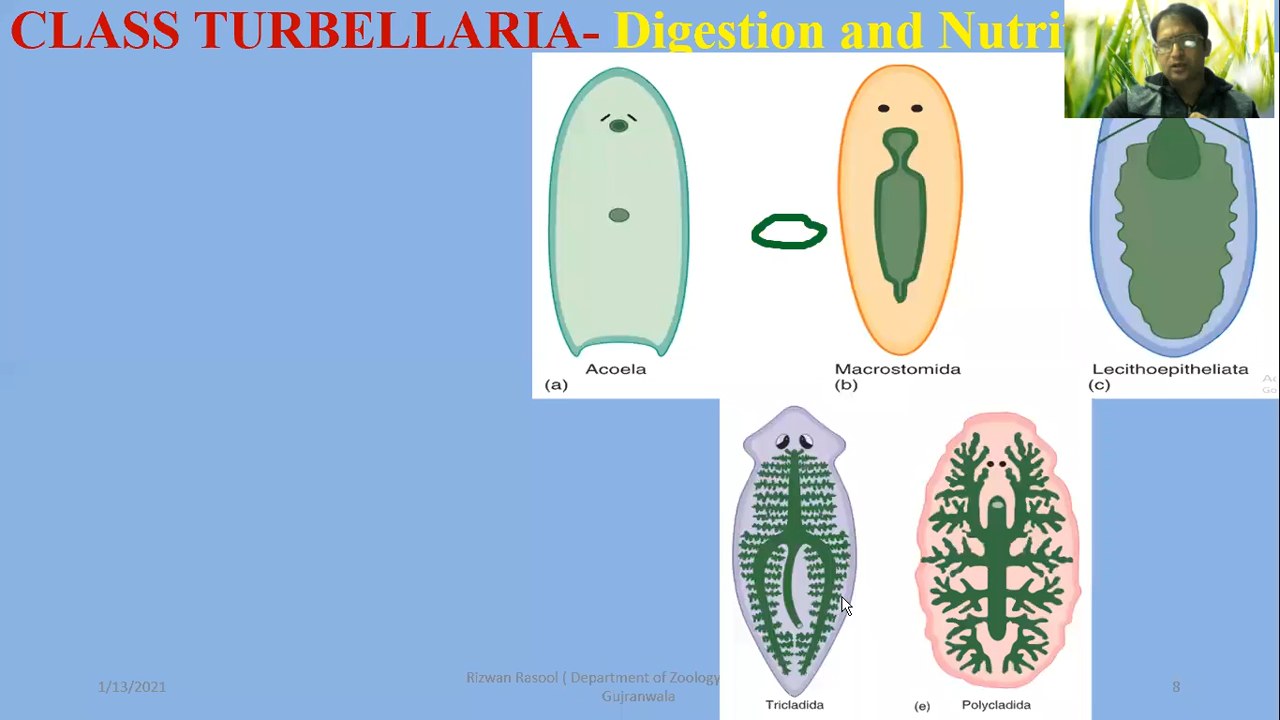 CLASS TURBELLARIA- Digestion and Nutri
Acoela
(a)
Macrostomida
(b)
Lecithoepitheliata
(c)
Tricladida
(e) Polycladida
1/13/2021
Rizwan Rasool ( Department of Zoology
Gujranwala
8